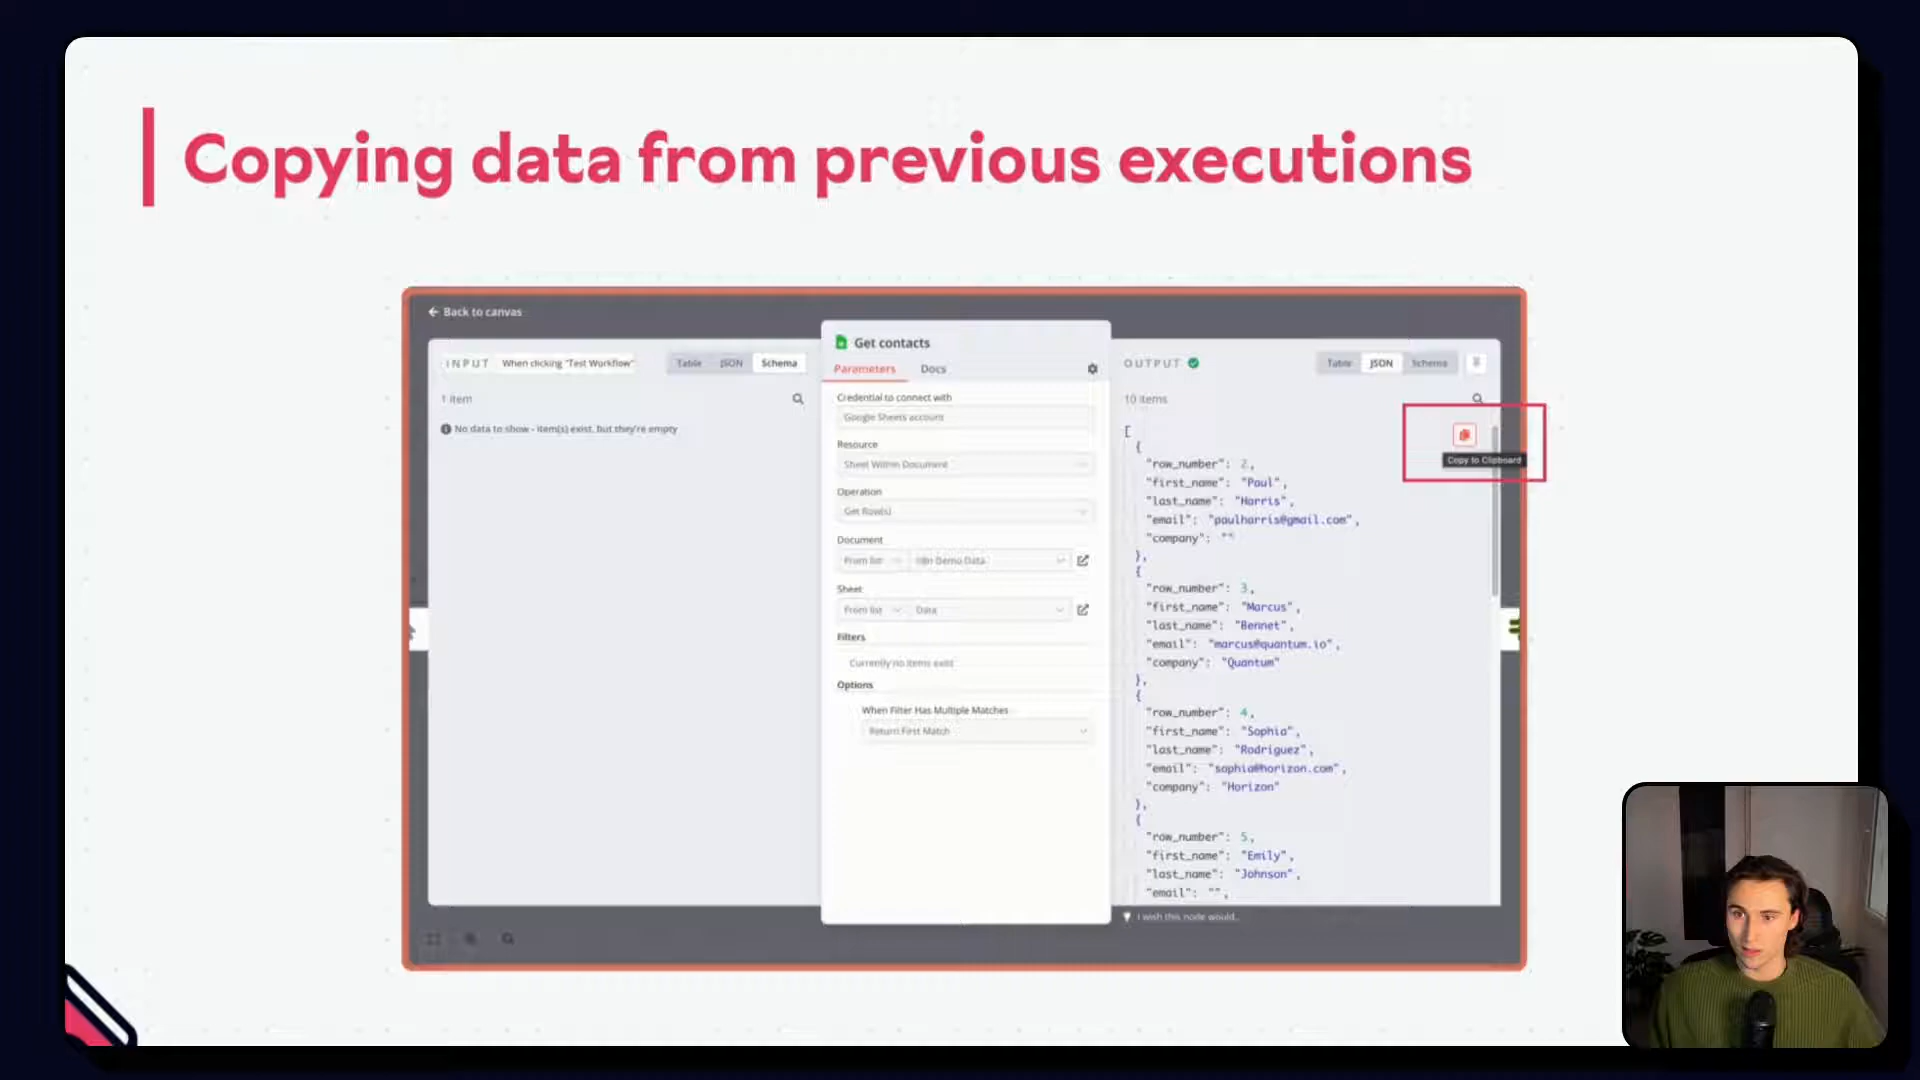 Copying data from previous executions
Back to canvas
INPUT When clicking "Test Workflow"
Table JSON Schema
1 item
No data to show - item(s) exist, but they're empty
Get contacts
Parameters Docs
Credential to connect with
Google Sheets account
Resource
Sheet Within Document
Operation
Get Row(s)
Document
From list n8n Demo Data
Sheet
From list Data
Filters
Currently no items exist
Options
When Filter Has Multiple Matches
Return First Match
OUTPUT
Table JSON Schema
10 items
Copy to Clipboard
[
{
"row_number": 2,
"first_name": "Paul",
"last_name": "Harris",
"email": "paulharris@gmail.com",
"company": ""
},
{
"row_number": 3,
"first_name": "Marcus",
"last_name": "Bennet",
"email": "marcus@quantum.io",
"company": "Quantum"
},
{
"row_number": 4,
"first_name": "Sophia",
"last_name": "Rodriguez",
"email": "sophia@horizon.com",
"company": "Horizon"
},
{
"row_number": 5,
"first_name": "Emily",
"last_name": "Johnson",
"email": "",
I wish this node would..